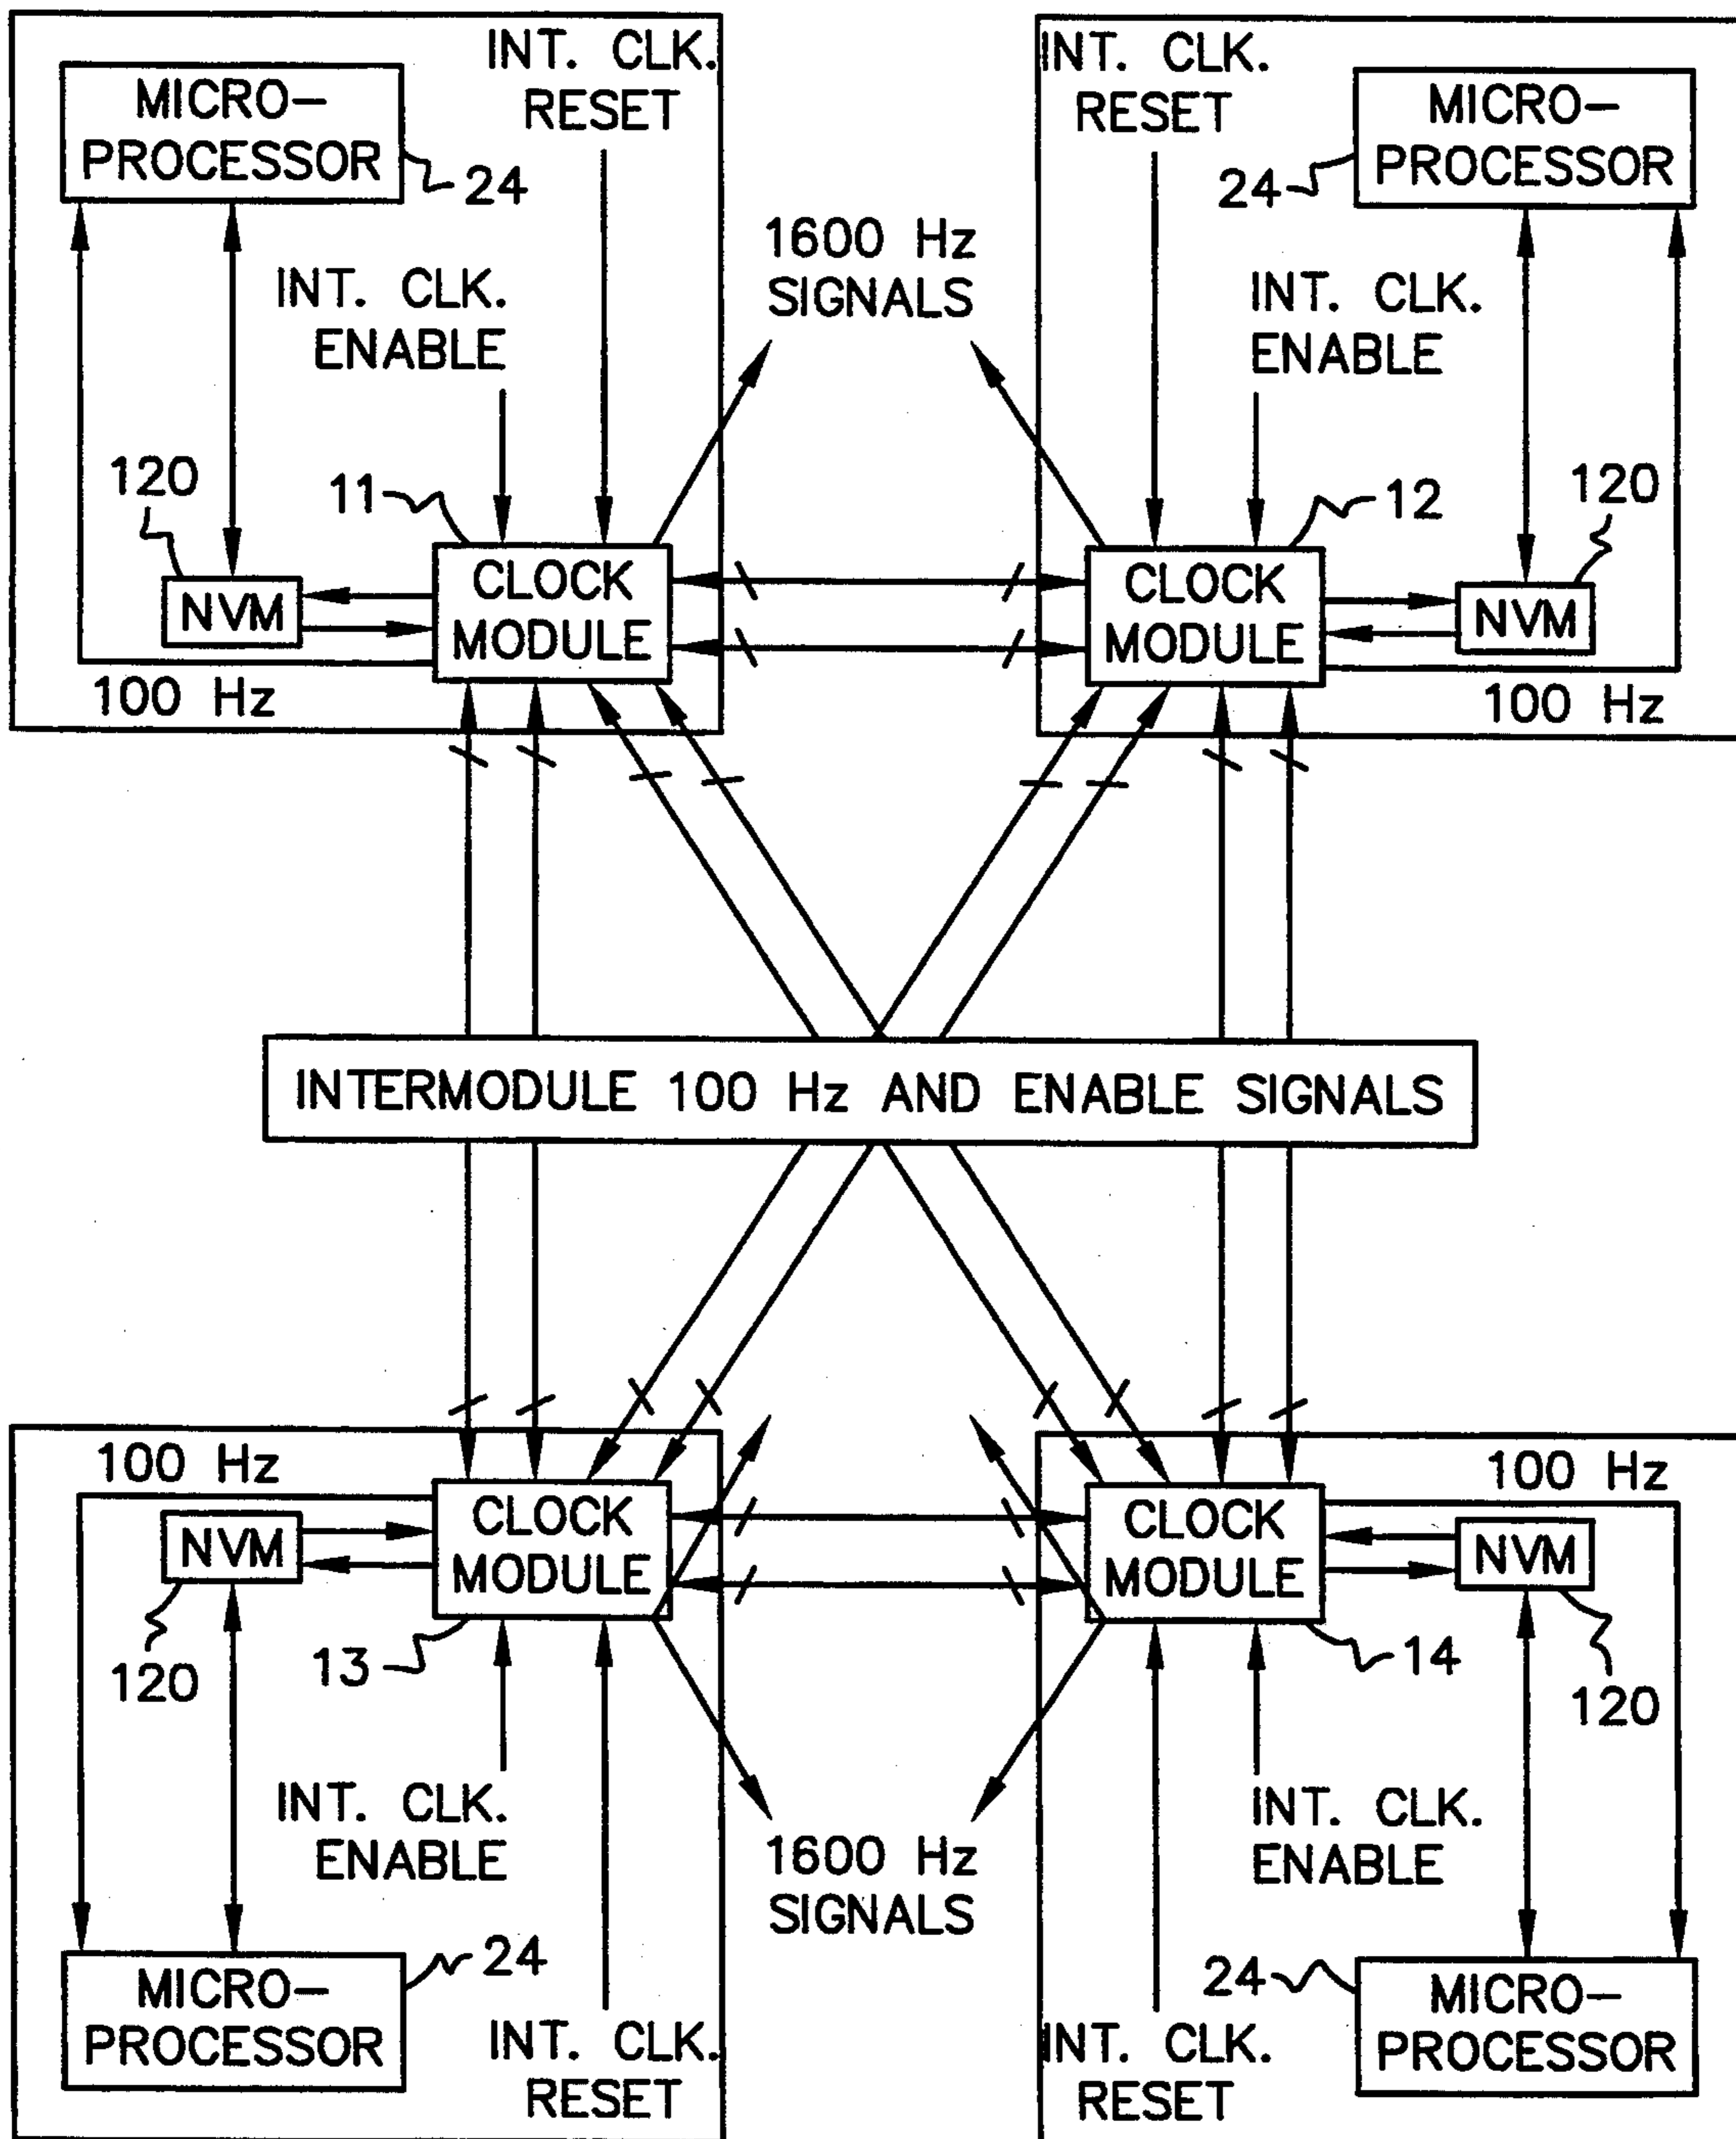 INT. CLK.
RESET
MICRO-
PROCESSOR
24
INT. CLK.
ENABLE
120
11
NVM
CLOCK
MODULE
100 Hz
1600 Hz
SIGNALS
INT. CLK.
RESET
MICRO-
PROCESSOR
24
INT. CLK.
ENABLE
12
120
CLOCK
MODULE
NVM
100 Hz
INTERMODULE 100 Hz AND ENABLE SIGNALS
100 Hz
NVM
CLOCK
MODULE
120
13
INT. CLK.
ENABLE
24
MICRO-
PROCESSOR
INT. CLK.
RESET
1600 Hz
SIGNALS
100 Hz
CLOCK
MODULE
NVM
14
120
INT. CLK.
ENABLE
24
MICRO-
PROCESSOR
INT. CLK.
RESET